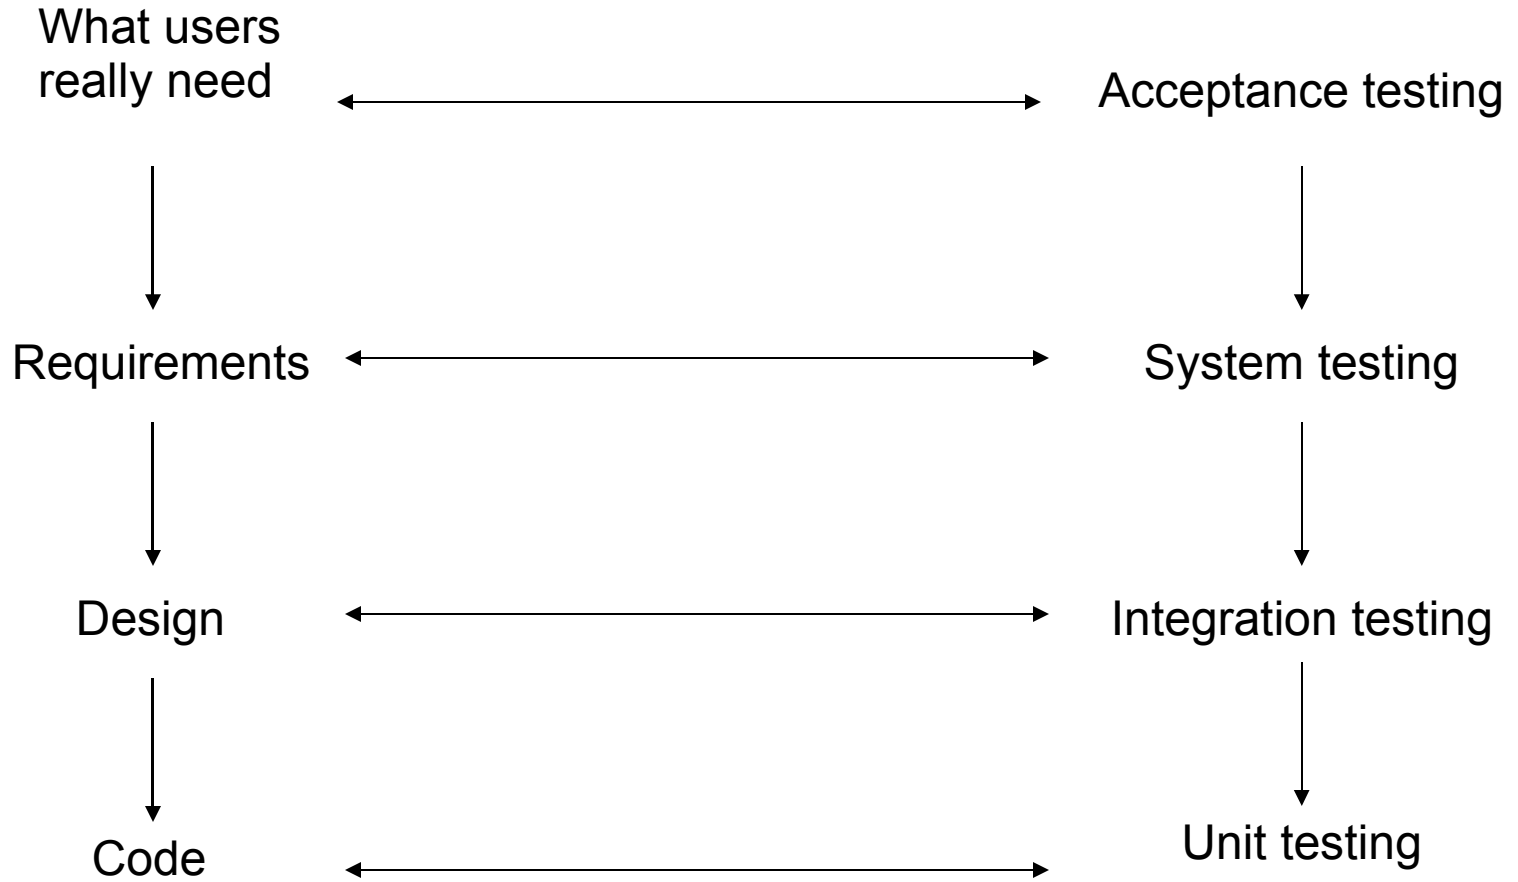 What users
really need
Acceptance testing
Requirements
System testing
Design
Integration testing
Code
Unit testing